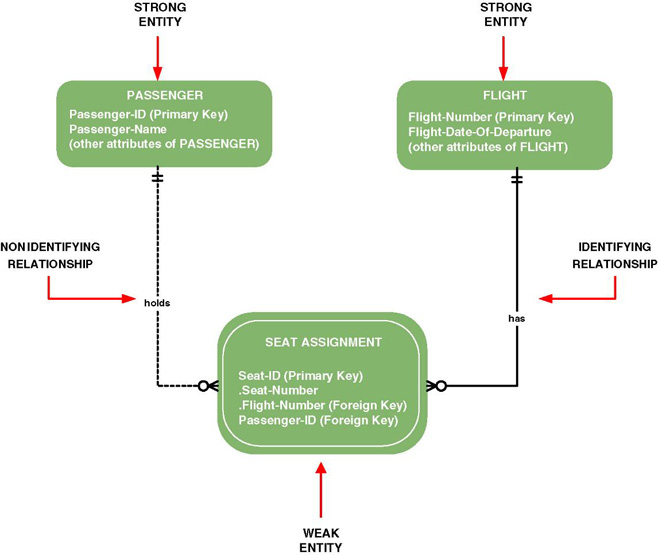 STRONG
ENTITY
STRONG
ENTITY
PASSENGER
Passenger-ID (Primary Key)
Passenger-Name
(other attributes of PASSENGER)
FLIGHT
Flight-Number (Primary Key)
Flight-Date-Of-Departure
(other attributes of FLIGHT)
NONIDENTIFYING
RELATIONSHIP
IDENTIFYING
RELATIONSHIP
holds
has
SEAT ASSIGNMENT
Seat-ID (Primary Key)
.Seat-Number
.Flight-Number (Foreign Key)
Passenger-ID (Foreign Key)
WEAK
ENTITY